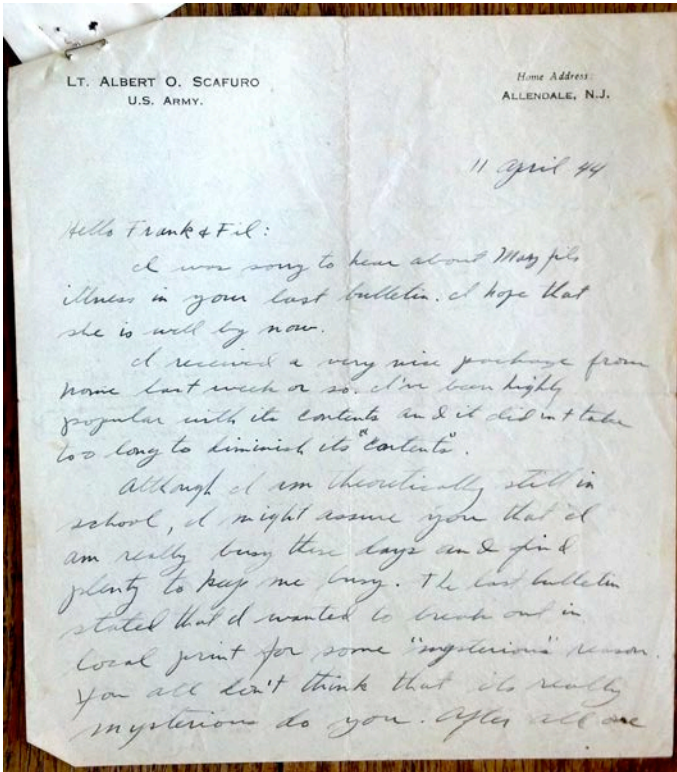 LT. ALBERT O. SCAFURO
U.S. ARMY.
Home Address:
ALLENDALE, N.J.
11 April 44
Hello Frank & Fil:
I was sorry to hear about May fils
illness in your last bulletin. I hope that
she is well by now.
I received a very nice package from
home last week or so. I've been highly
popular with its contents and it didn't take
too long to diminish its "contents".
Although I am theoretically still in
school, I might assure you that I
am really busy these days and find
plenty to keep me busy. The last bulletin
stated that I wanted to break out in
local print for some "mysterious" reason.
You all don't think that its really
mysterious do you. After all one